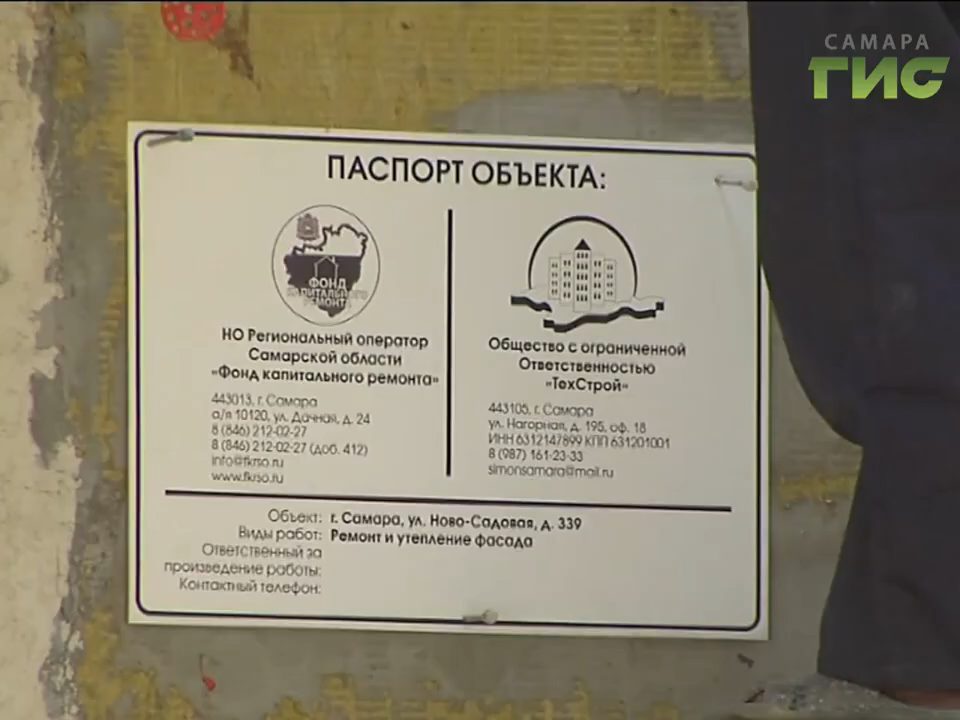 САМАРА
ГИС
ПАСПОРТ ОБЪЕКТА:
ФОНД
КАПИТАЛЬНОГО
РЕМОНТА
НО Региональный оператор
Самарской области
«Фонд капитального ремонта»
443013, г. Самара
а/я 10120, ул. Дачная, д. 24
8 (846) 212-02-27
8 (846) 212-02-27 (доб. 412)
info@fkrso.ru
www.fkrso.ru
Общество с ограниченной
Ответственностью
«ТехСтрой»
443105, г. Самара
ул. Нагорная, д. 195, оф. 18
ИНН 6312147899 КПП 631201001
8 (987) 161-23-33
simonsamara@mail.ru
Объект: г. Самара, ул. Ново-Садовая, д. 339
Виды работ: Ремонт и утепление фасада
Ответственный за
произведение работы:
Контактный телефон: